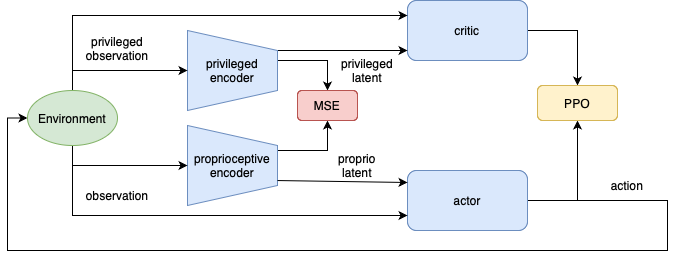 critic
privileged
observation
privileged
encoder
privileged
latent
MSE
PPO
Environment
proprioceptive
encoder
proprio
latent
observation
actor
action